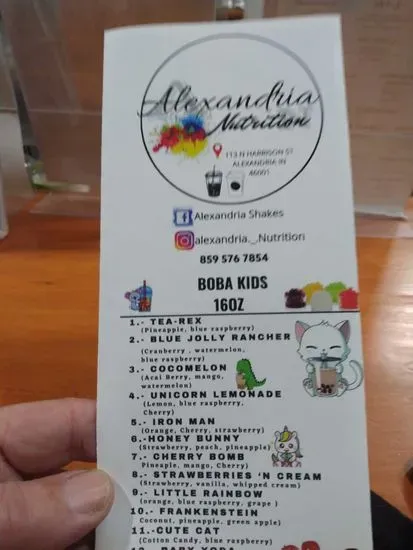 Alexandria
Nutrition
113 N HARRISON ST
ALEXANDRIA IN
46001
Alexandria Shakes
alexandria._.Nutrition
859 576 7854
BOBA KIDS
16OZ
1.- TEA-REX
(Pineapple, blue raspberry)
2.- BLUE JOLLY RANCHER
(Cranberry , watermelon,
blue raspberry)
3.- COCOMELON
(Acai Berry, mango,
watermelon)
4.- UNICORN LEMONADE
(Lemon, blue raspberry,
Cherry)
5.- IRON MAN
(Orange, Cherry, strawberry)
6.-HONEY BUNNY
(Strawberry, peach, pineapple)
7.- CHERRY BOMB
Pineaple, mango, Cherry)
8.- STRAWBERRIES 'N CREAM
(Strawberry, vanilla, whipped cream)
9.- LITTLE RAINBOW
(orange, blue raspberry, grape )
10.- FRANKENSTEIN
Coconut, pineapple, green apple)
11.-CUTE CAT
(Cotton Candy, blue raspberry)
12.- BABY YODA